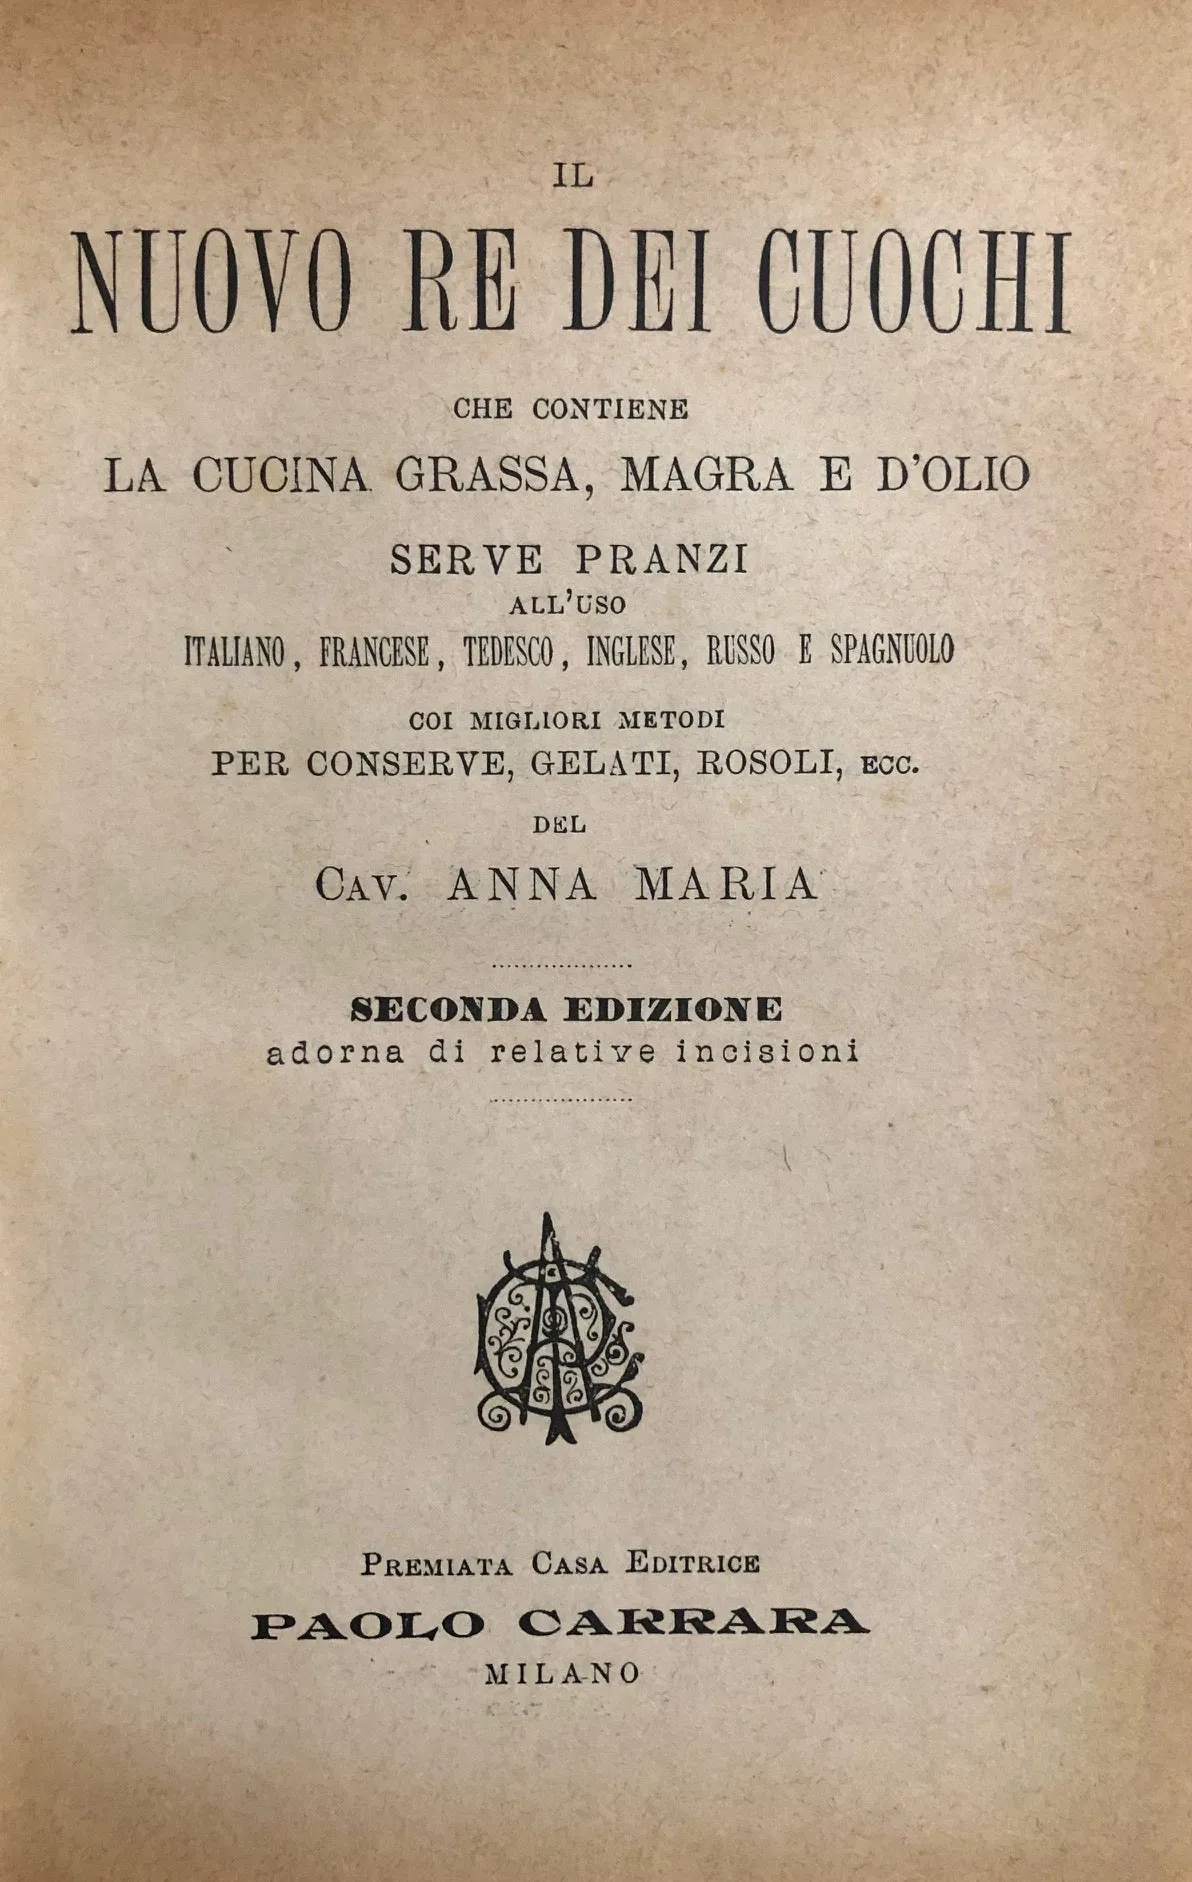 IL
NUOVO RE DEI CUOCHI
CHE CONTIENE
LA CUCINA GRASSA, MAGRA E D'OLIO
SERVE PRANZI
ALL'USO
ITALIANO, FRANCESE, TEDESCO, INGLESE, RUSSO E SPAGNUOLO
COI MIGLIORI METODI
PER CONSERVE, GELATI, ROSOLI, ECC.
DEL
CAV. ANNA MARIA
SECONDA EDIZIONE
adorna di relative incisioni
PREMIATA CASA EDITRICE
PAOLO CARRARA
MILANO